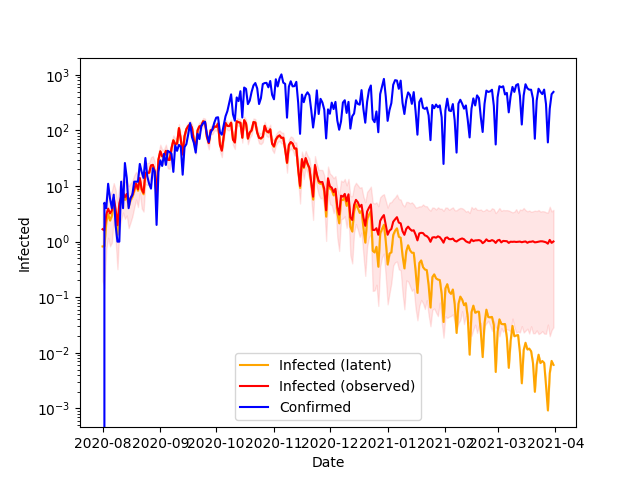 10³
10²
10¹
10⁰
10⁻¹
10⁻²
10⁻³
Infected
Infected (latent)
Infected (observed)
Confirmed
2020-08 2020-09 2020-10 2020-11 2020-12 2021-01 2021-02 2021-03 2021-04
Date